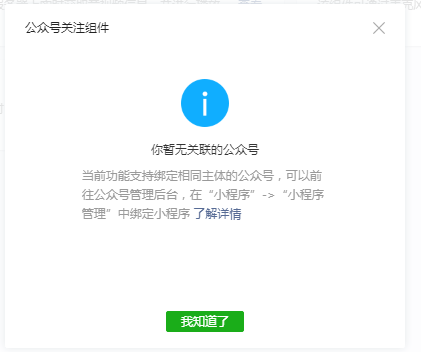 公众号关注组件
你暂无关联的公众号
当前功能支持绑定相同主体的公众号，可以前
往公众号管理后台，在“小程序”->“小程序
管理”中绑定小程序 了解详情
我知道了